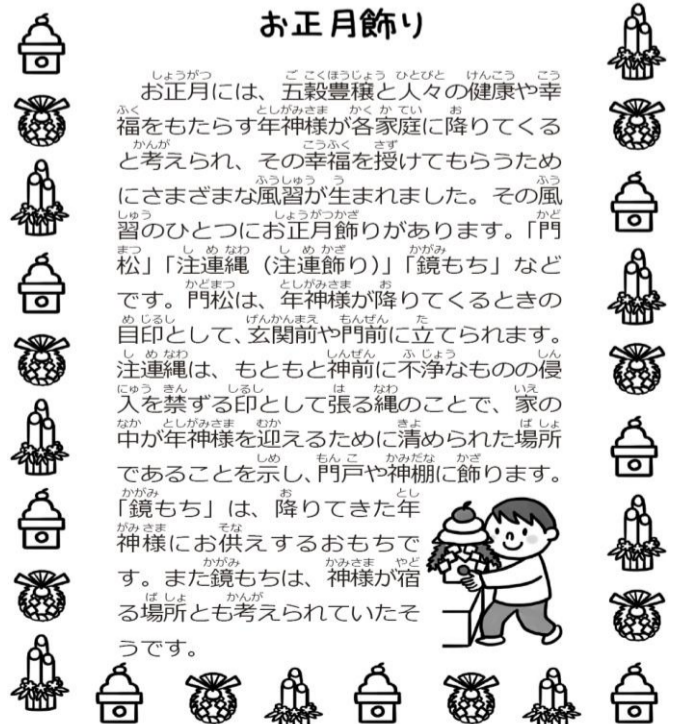 お正月飾り
お正月には、五穀豊穣と人々の健康や幸
福をもたらす年神様が各家庭に降りてくる
と考えられ、その幸福を授けてもらうため
にさまざまな風習が生まれました。その風
習のひとつにお正月飾りがあります。「門
松」「注連縄（注連飾り）」「鏡もち」など
です。門松は、年神様が降りてくるときの
目印として、玄関前や門前に立てられます。
注連縄は、もともと神前に不浄なものの侵
入を禁ずる印として張る縄のことで、家の
中が年神様を迎えるために清められた場所
であることを示し、門戸や神棚に飾ります。
「鏡もち」は、降りてきた年
神様にお供えするおもちで
す。また鏡もちは、神様が宿
る場所とも考えられていたそ
うです。